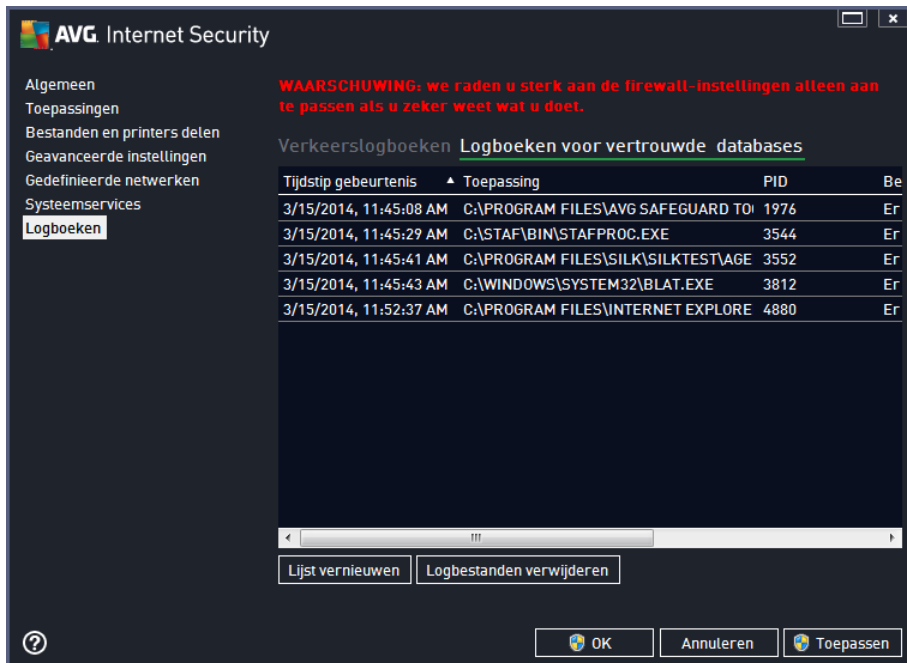 AVG. Internet Security
Algemeen
Toepassingen
Bestanden en printers delen
Geavanceerde instellingen
Gedefinieerde netwerken
Systeemservices
Logboeken
WAARSCHUWING: we raden u sterk aan de firewall-instellingen alleen aan
te passen als u zeker weet wat u doet.
Verkeerslogboeken Logboeken voor vertrouwde databases
Tijdstip gebeurtenis Toepassing PID Be
3/15/2014, 11:45:08 AM C:\PROGRAM FILES\AVG SAFEGUARD TO 1976 Er
3/15/2014, 11:45:29 AM C:\STAF\BIN\STAFPROC.EXE 3544 Er
3/15/2014, 11:45:41 AM C:\PROGRAM FILES\SILK\SILKTEST\AGE 3552 Er
3/15/2014, 11:45:43 AM C:\WINDOWS\SYSTEM32\BLAT.EXE 3812 Er
3/15/2014, 11:52:37 AM C:\PROGRAM FILES\INTERNET EXPLORE 4880 Er
Lijst vernieuwen Logbestanden verwijderen
OK Annuleren Toepassen